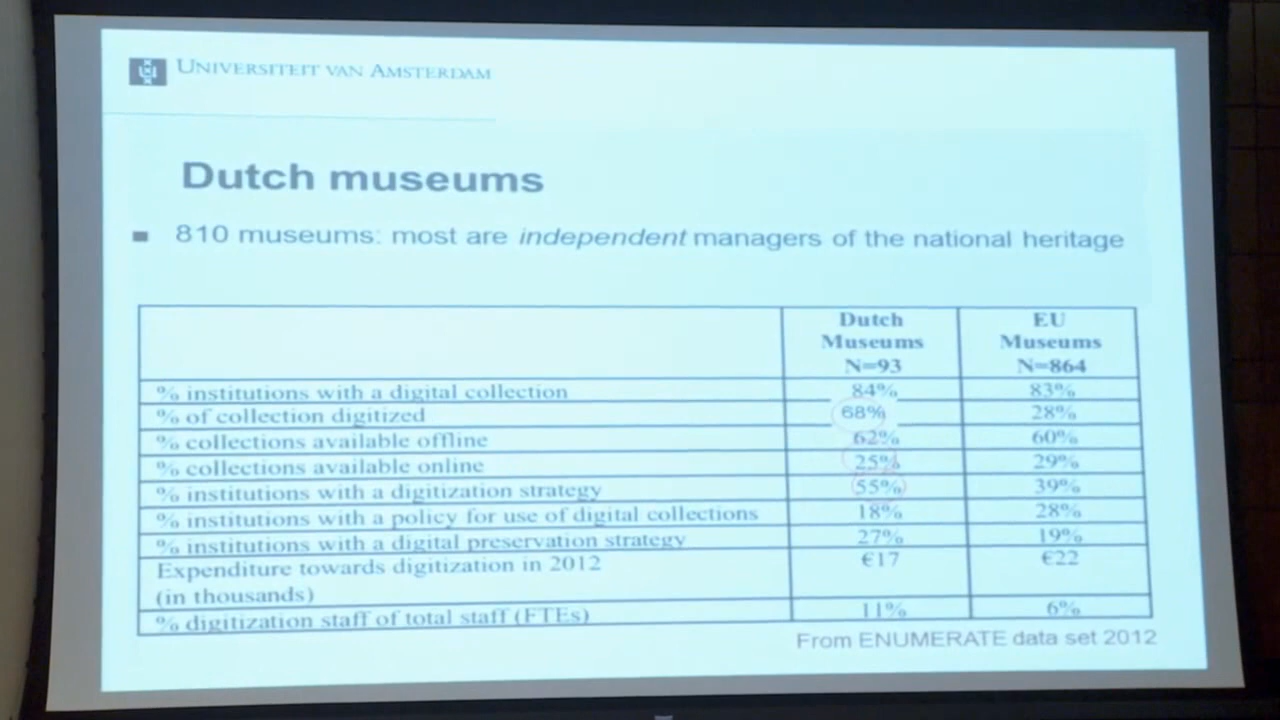 UNIVERSITEIT VAN AMSTERDAM
Dutch museums
810 museums: most are independent managers of the national heritage
Dutch Museums N=93 EU Museums N=864
% institutions with a digital collection 84% 83%
% of collection digitized 68% 28%
% collections available offline 62% 60%
% collections available online 25% 29%
% institutions with a digitization strategy 55% 39%
% institutions with a policy for use of digital collections 18% 28%
% institutions with a digital preservation strategy 27% 19%
Expenditure towards digitization in 2012 €17 €22
(in thousands)
% digitization staff of total staff (FTEs) 11% 6%
From ENUMERATE data set 2012